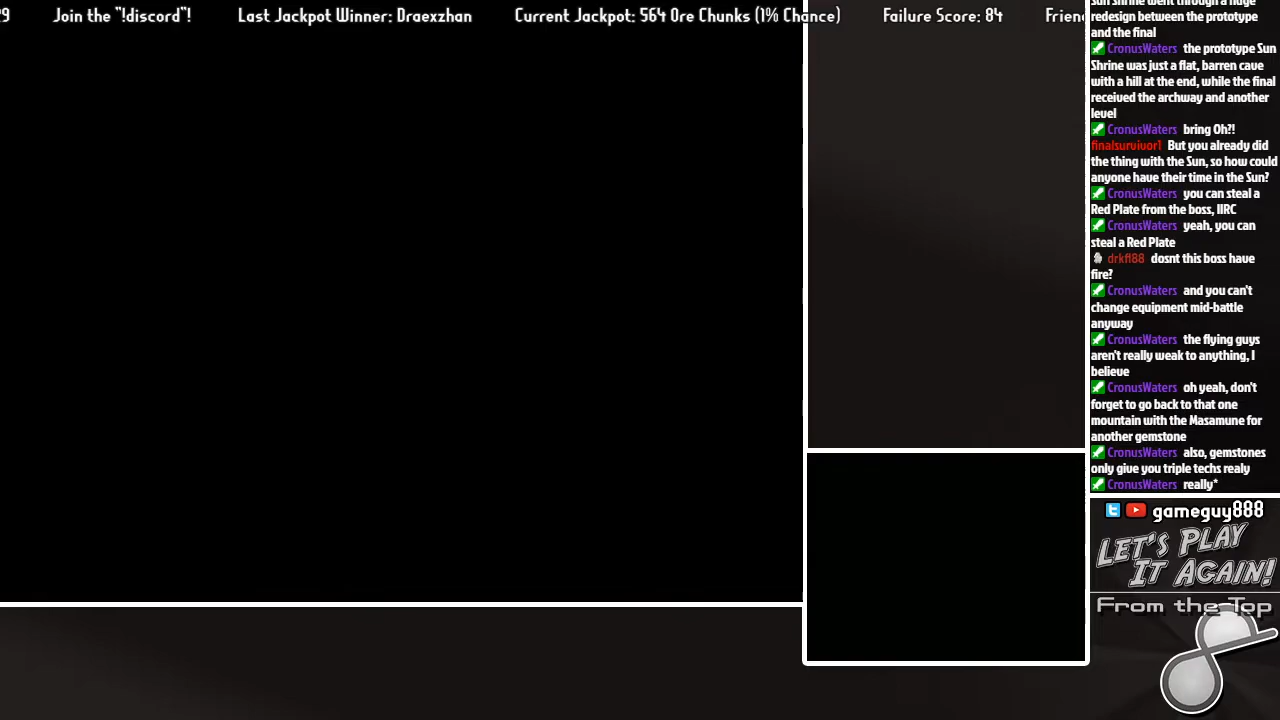 9 Join the "!discord"! Last Jackpot Winner: Draexzhan Current Jackpot: 564 Ore Chunks (1% Chance) Failure Score: 84 Frien
Sun Shrine went through a huge
redesign between the prototype
and the final
CronusWaters the prototype Sun
Shrine was just a flat, barren cave
with a hill at the end, while the final
received the archway and another
level
CronusWaters bring Oh?!
finalsurvivor1 But you already did
the thing with the Sun, so how could
anyone have their time in the Sun?
CronusWaters you can steal a
Red Plate from the boss, IIRC
CronusWaters yeah, you can
steal a Red Plate
drkfl88 dosnt this boss have
fire?
CronusWaters and you can't
change equipment mid-battle
anyway
CronusWaters the flying guys
aren't really weak to anything, I
believe
CronusWaters oh yeah, don't
forget to go back to that one
mountain with the Masamune for
another gemstone
CronusWaters also, gemstones
only give you triple techs realy
CronusWaters really*
gameguy888
LET'S PLAY
IT AGAIN!
From the Top